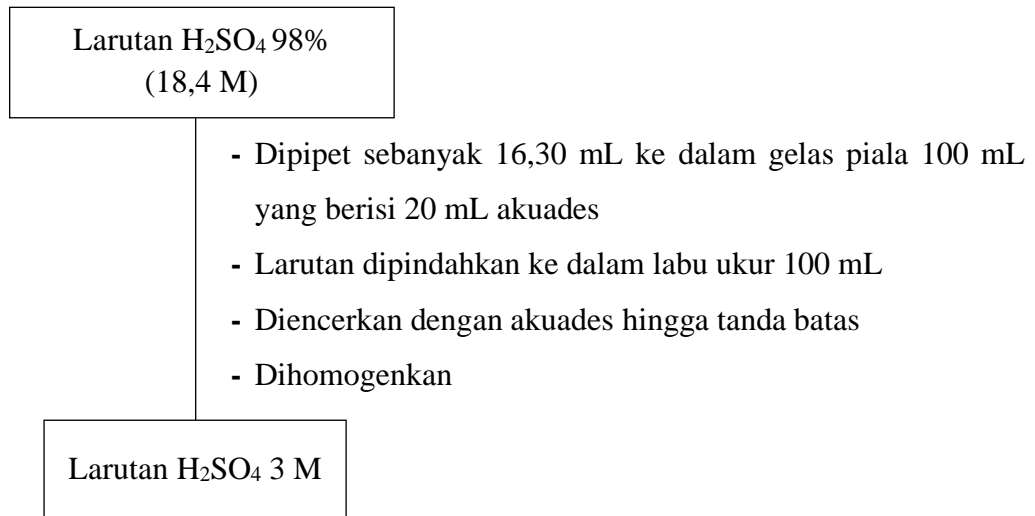 Larutan H₂SO₄ 98%
(18,4 M)
- Dipipet sebanyak 16,30 mL ke dalam gelas piala 100 mL
yang berisi 20 mL akuades
- Larutan dipindahkan ke dalam labu ukur 100 mL
- Diencerkan dengan akuades hingga tanda batas
- Dihomogenkan
Larutan H₂SO₄ 3 M